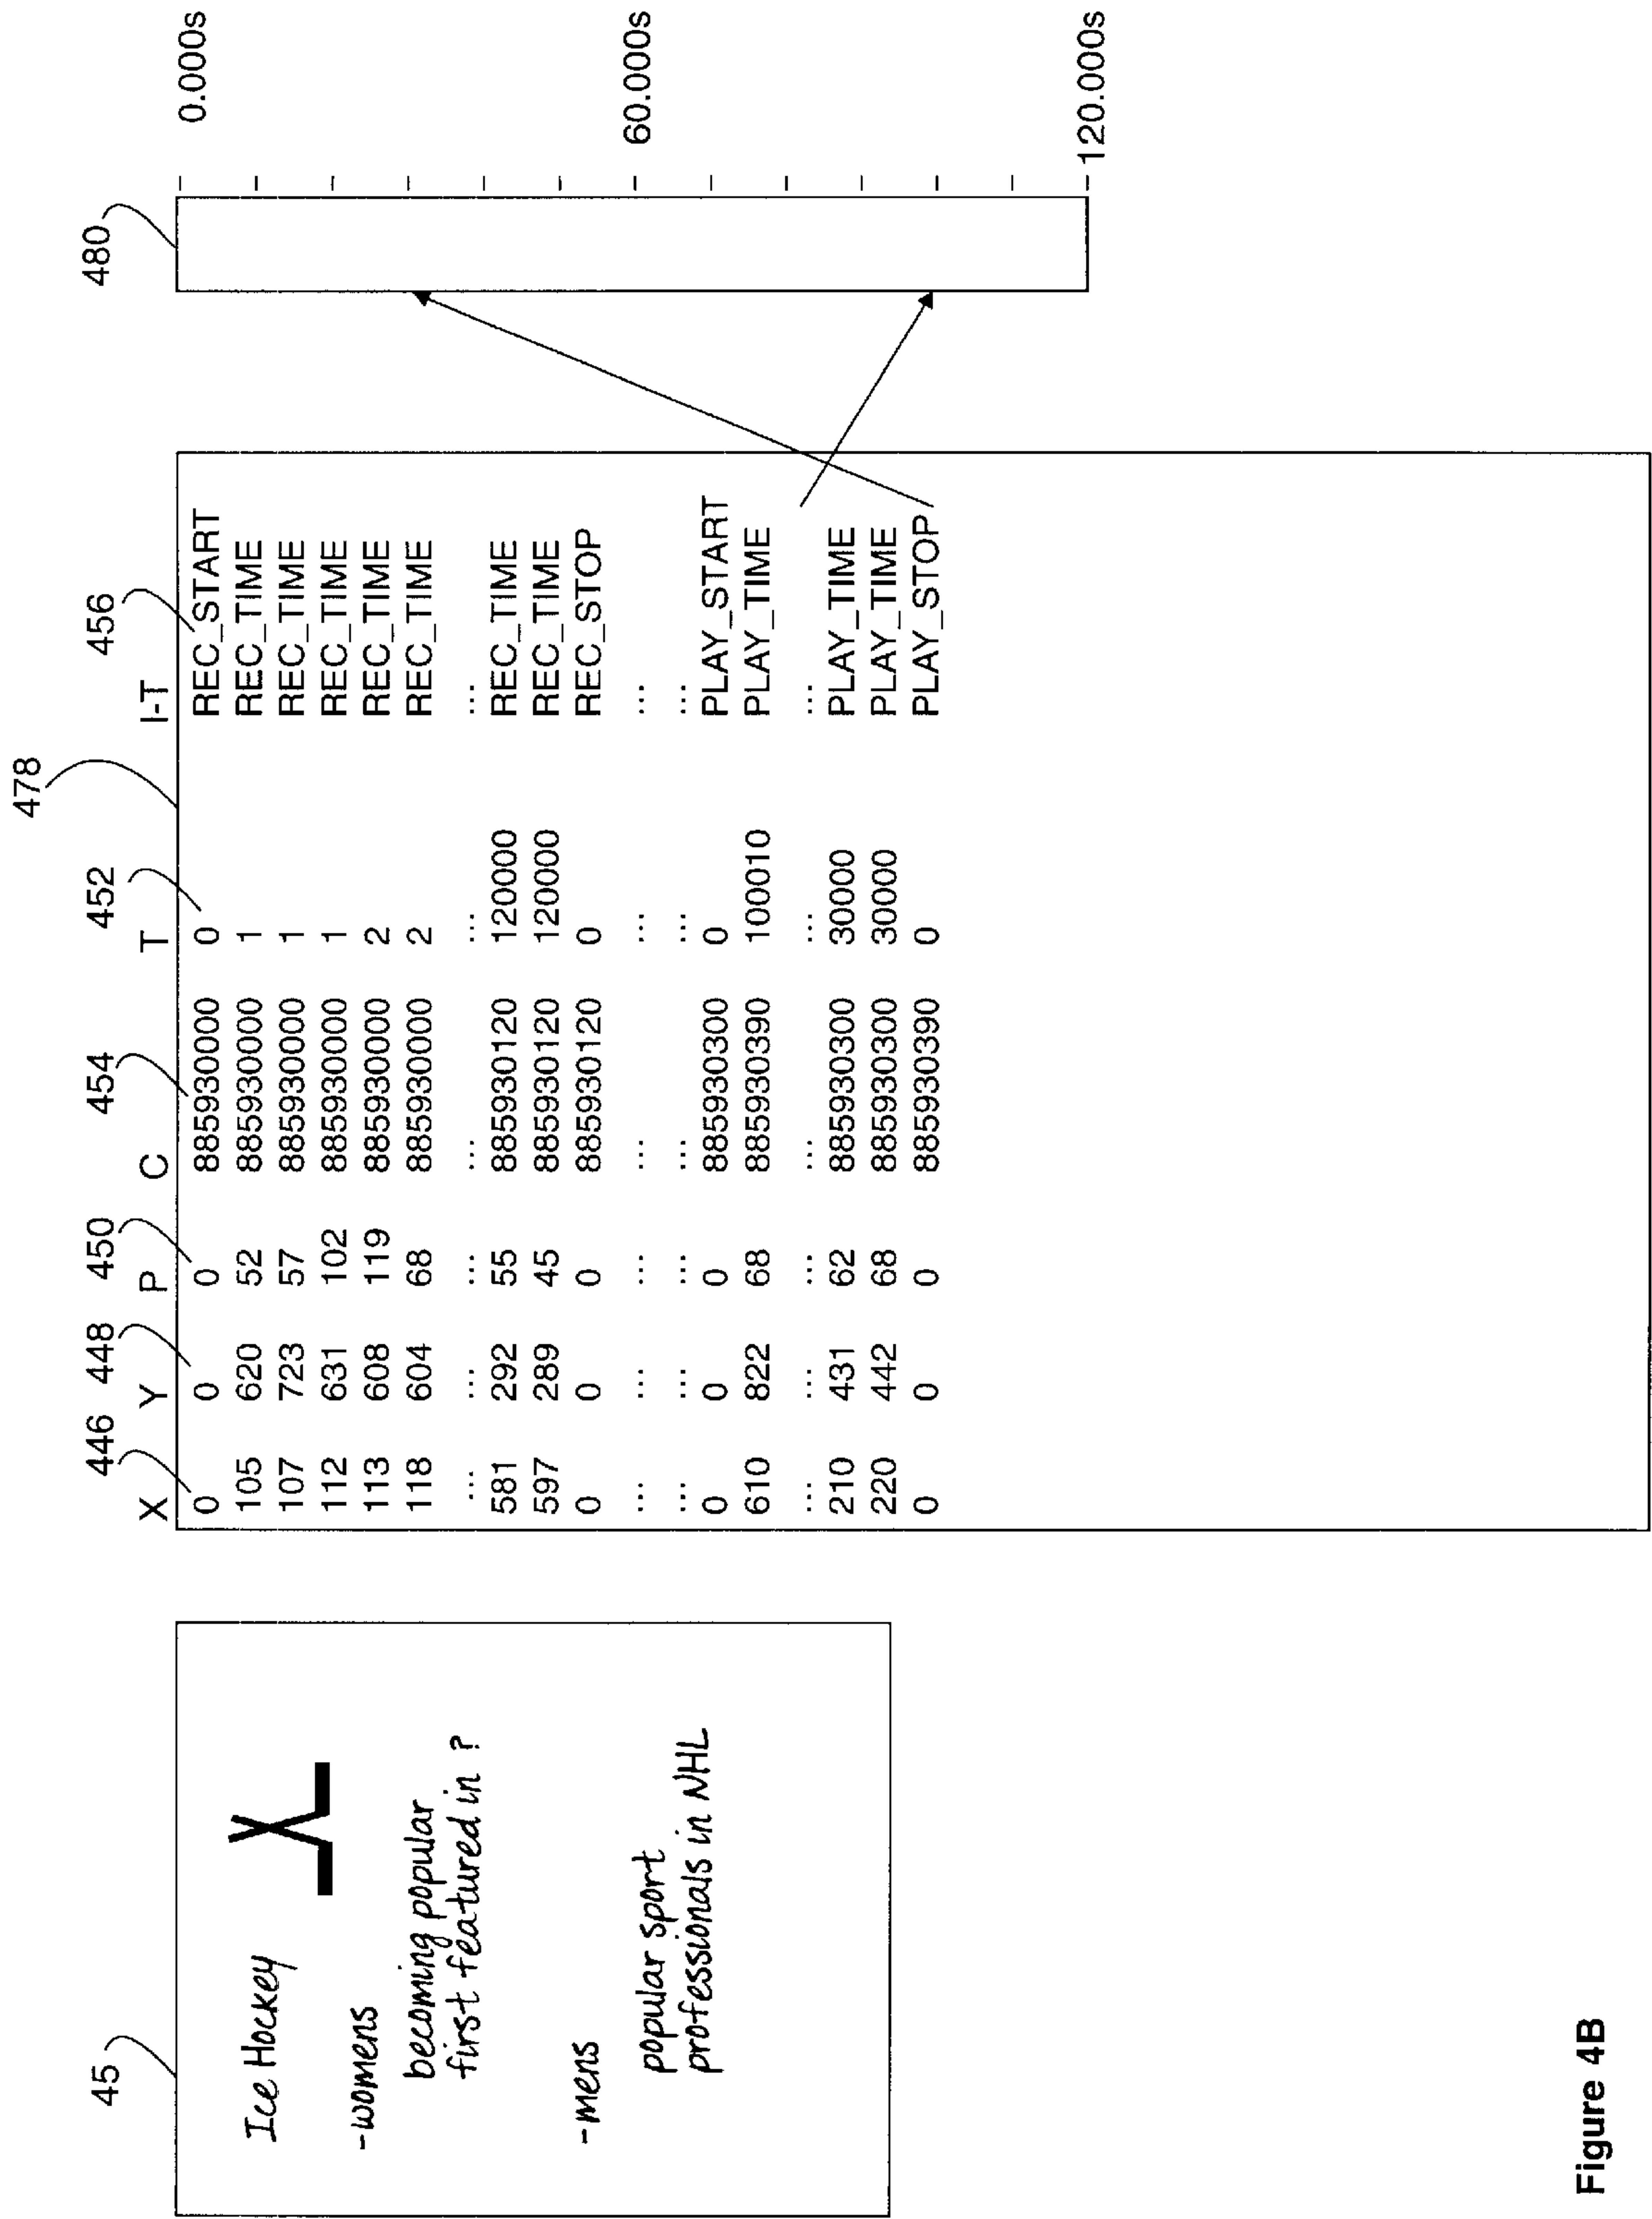 45
Ice Hockey
-womens
becoming popular
first featured in ?
-mens
popular sport
professionals in NHL
446 448 450 454 452 478 456 480
X Y P C T I-T
0 0 0 885930000 0 REC_START
105 620 52 885930000 1 REC_TIME
107 723 57 885930000 1 REC_TIME
112 631 102 885930000 1 REC_TIME
113 608 119 885930000 2 REC_TIME
118 604 68 885930000 2 REC_TIME
... ... ... ... ... ...
581 292 55 885930120 120000 REC_TIME
597 289 45 885930120 120000 REC_TIME
0 0 0 885930120 0 REC_STOP
... ... ... ... ... ...
... ... ... ... ... ...
0 0 0 885930300 0 PLAY_START
610 822 68 885930390 100010 PLAY_TIME
... ... ... ... ... ...
210 431 62 885930300 30000 PLAY_TIME
220 442 68 885930300 30000 PLAY_TIME
0 0 0 885930390 0 PLAY_STOP
0.000s
60.000s
120.000s
Figure 4B